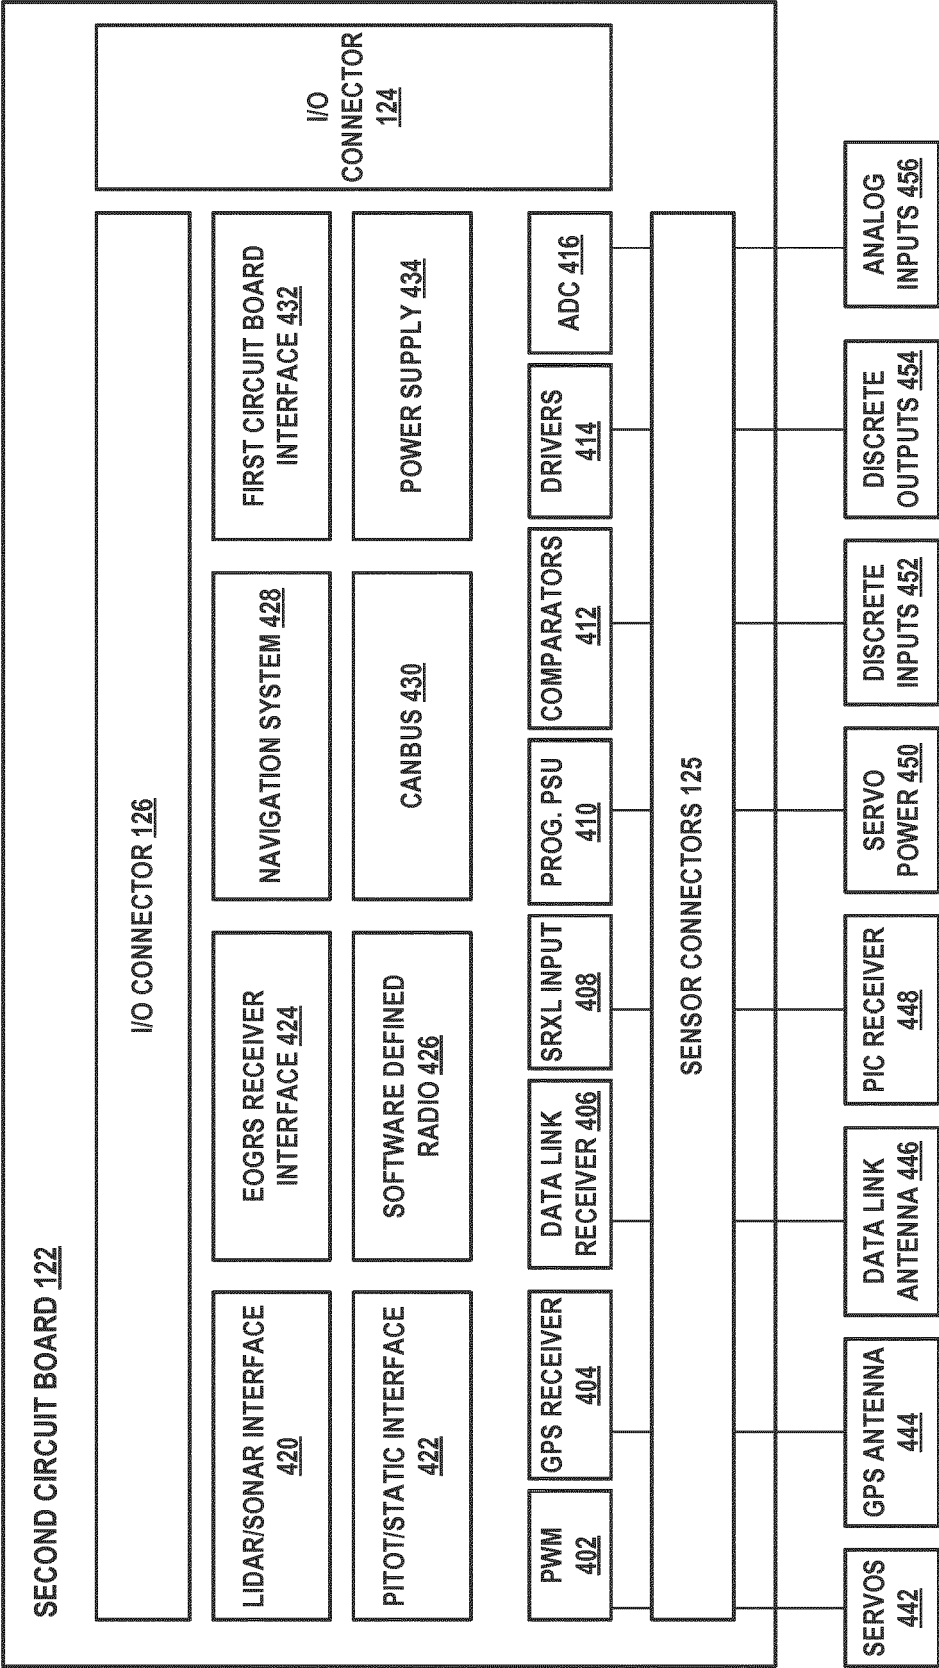 SECOND CIRCUIT BOARD 122
I/O CONNECTOR 126
I/O
CONNECTOR
124
LIDAR/SONAR INTERFACE
420
EOGRS RECEIVER
INTERFACE 424
NAVIGATION SYSTEM 428
FIRST CIRCUIT BOARD
INTERFACE 432
PITOT/STATIC INTERFACE
422
SOFTWARE DEFINED
RADIO 426
CANBUS 430
POWER SUPPLY 434
PWM
402
GPS RECEIVER
404
DATA LINK
RECEIVER 406
SRXL INPUT
408
PROG. PSU
410
COMPARATORS
412
DRIVERS
414
ADC 416
SENSOR CONNECTORS 125
SERVOS
442
GPS ANTENNA
444
DATA LINK
ANTENNA 446
PIC RECEIVER
448
SERVO
POWER 450
DISCRETE
INPUTS 452
DISCRETE
OUTPUTS 454
ANALOG
INPUTS 456